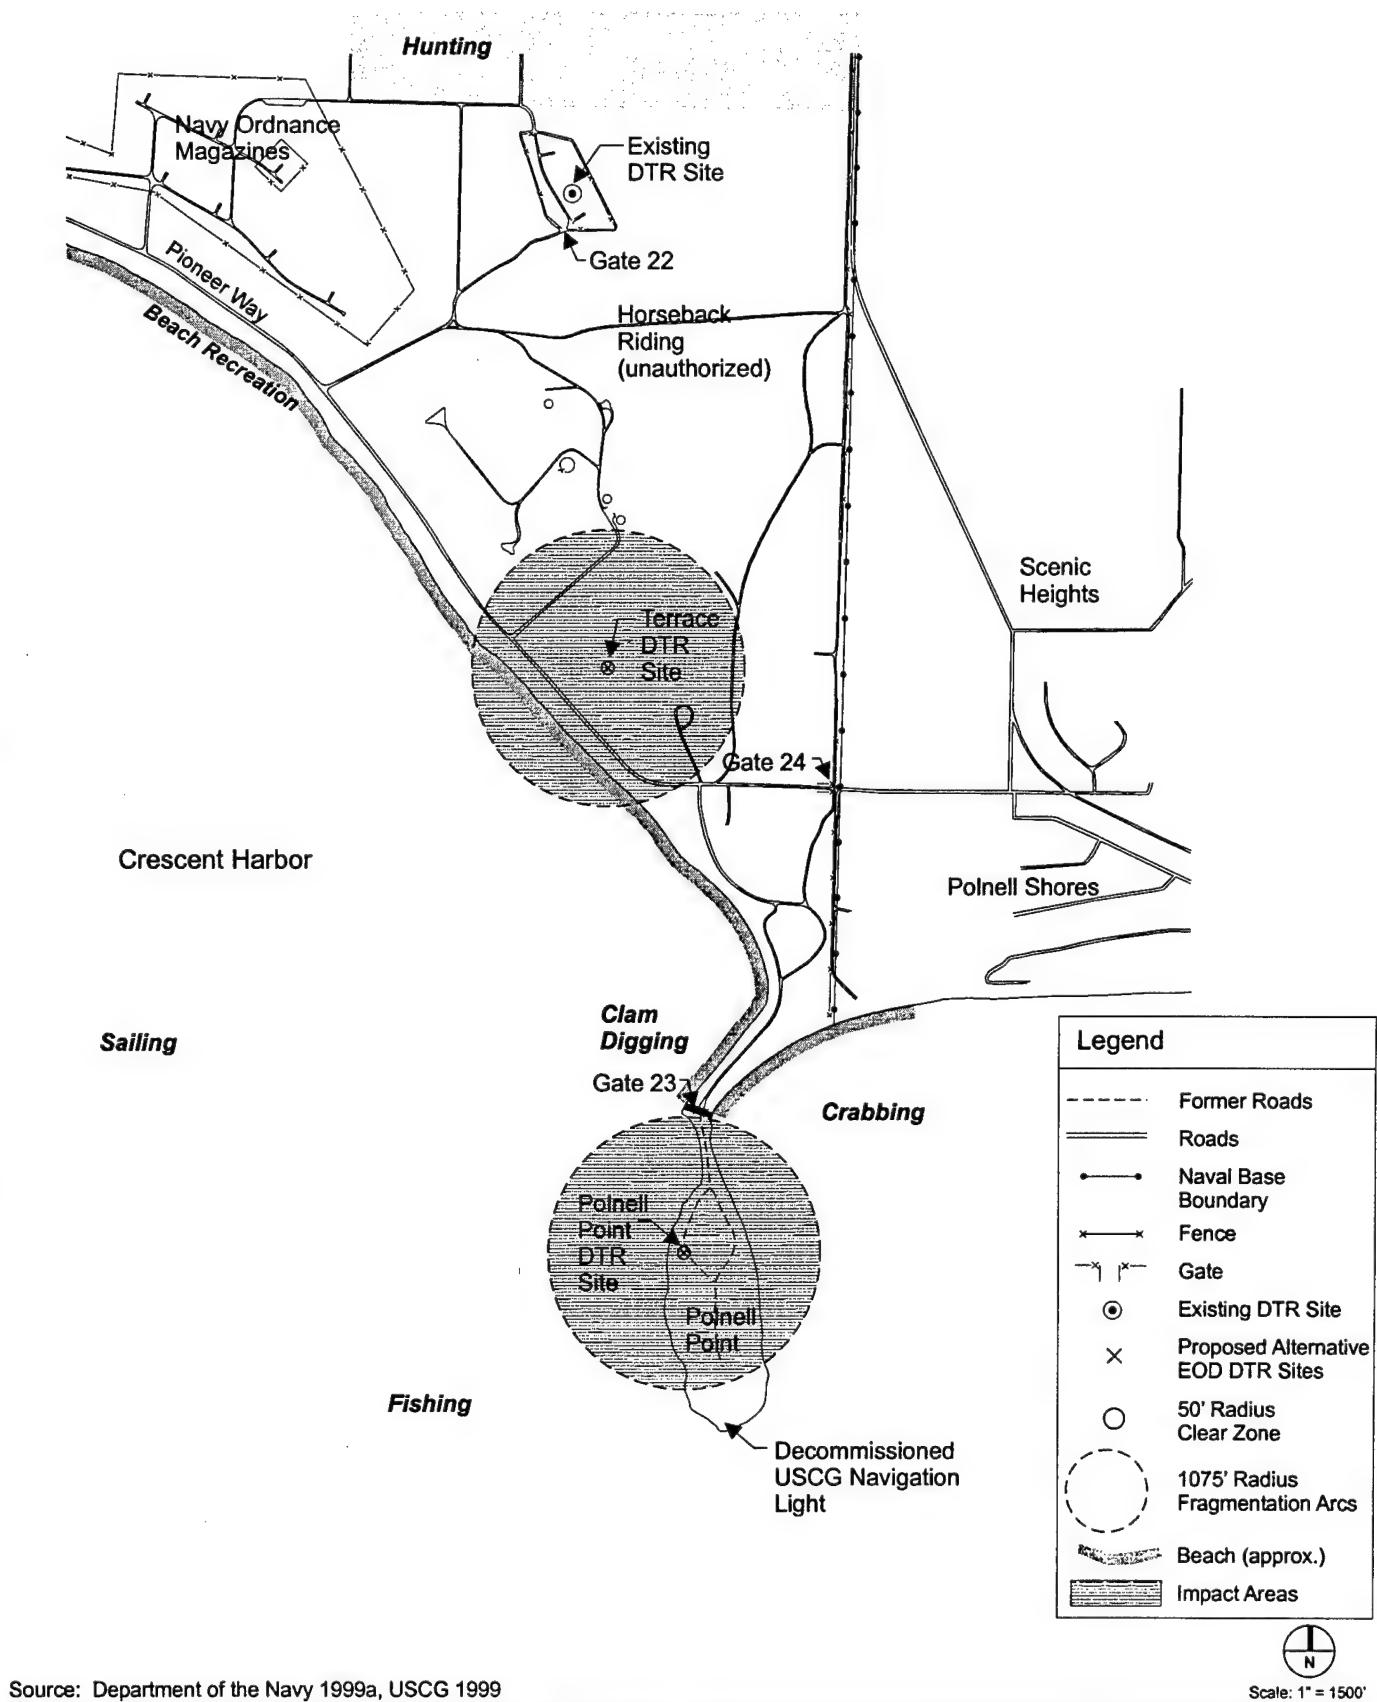 Hunting
Navy Ordnance
Magazines
Existing
DTR Site
Gate 22
Pioneer Way
Beach Recreation
Horseback
Riding
(unauthorized)
Scenic
Heights
Terrace
DTR
Site
Gate 24
Crescent Harbor
Polnell Shores
Clam
Digging
Sailing
Gate 23
Crabbing
Polnell
Point
DTR
Site
Polnell
Point
Fishing
Decommissioned
USCG Navigation
Light
Legend
Former Roads
Roads
Naval Base
Boundary
Fence
Gate
Existing DTR Site
Proposed Alternative
EOD DTR Sites
50' Radius
Clear Zone
1075' Radius
Fragmentation Arcs
Beach (approx.)
Impact Areas
N
Scale: 1" = 1500'
Source: Department of the Navy 1999a, USCG 1999